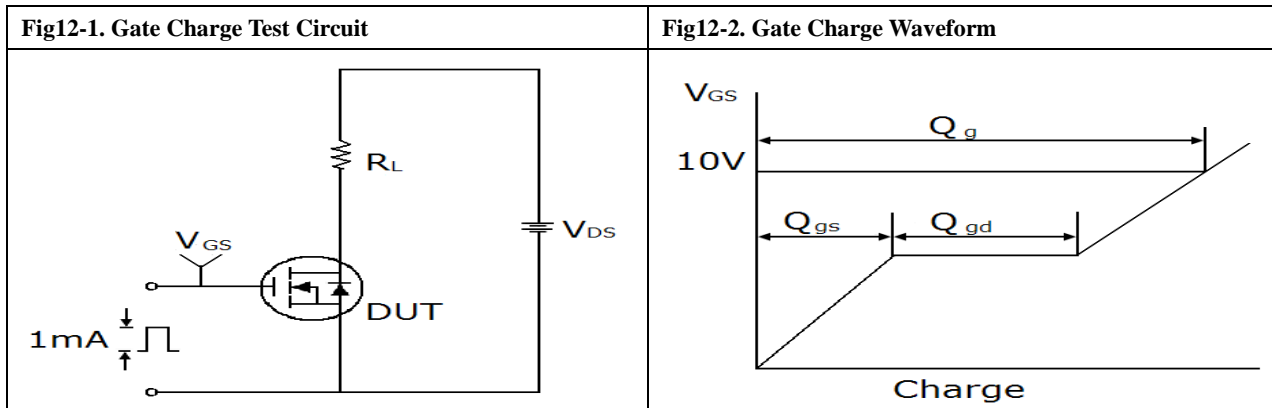 Fig12-1. Gate Charge Test Circuit
Fig12-2. Gate Charge Waveform
RL
VDS
VGS
DUT
1mA
VGS
Qg
10V
Qgs
Qgd
Charge